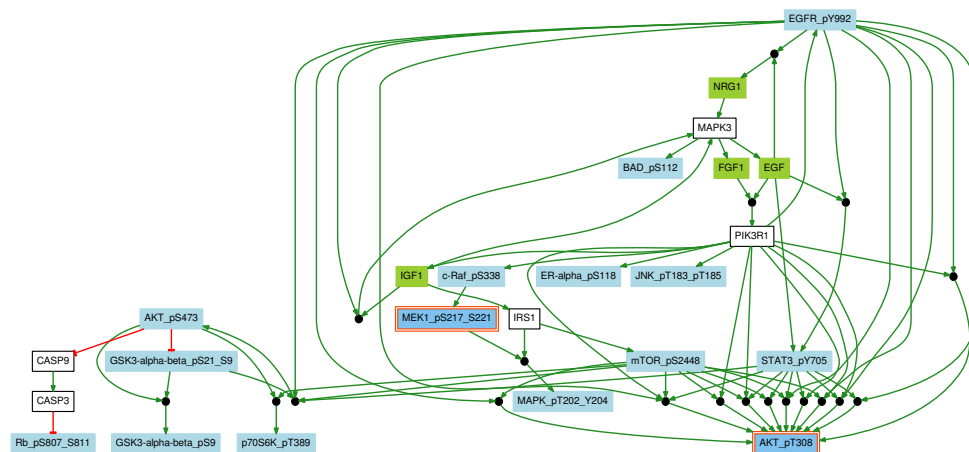 EGFR_pY992
NRG1
MAPK3
BAD_pS112
FGF1
EGF
PIK3R1
IGF1
c-Raf_pS338
ER-alpha_pS118
JNK_pT183_pT185
AKT_pS473
MEK1_pS217_S221
IRS1
CASP9
GSK3-alpha-beta_pS21_S9
mTOR_pS2448
STAT3_pY705
CASP3
MAPK_pT202_Y204
Rb_pS807_S811
GSK3-alpha-beta_pS9
p70S6K_pT389
AKT_pT308